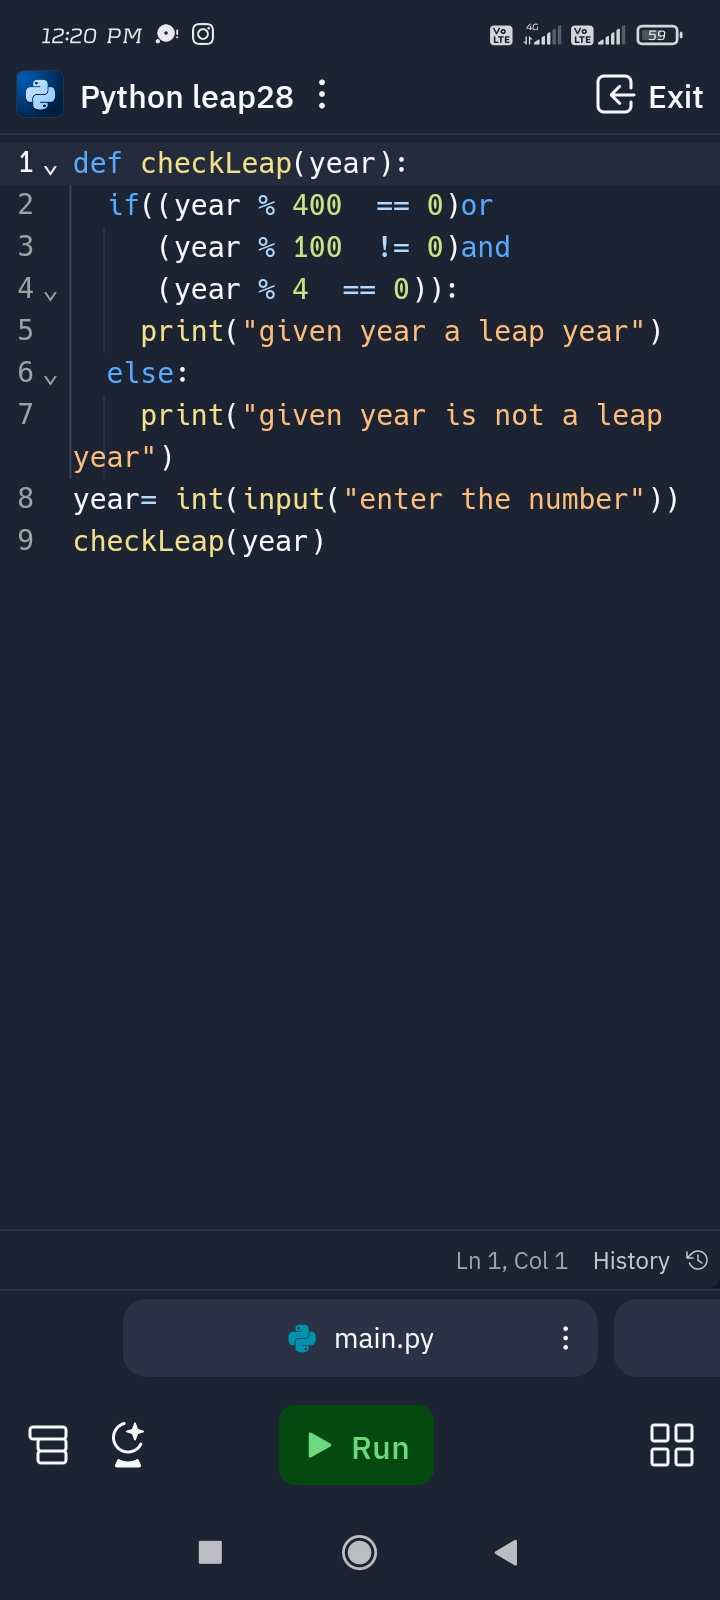 12:20 PM
Vo LTE 4G Vo LTE 59
Python leap28
Exit
1 def checkLeap(year):
2   if((year % 400  == 0)or
3      (year % 100  != 0)and
4      (year % 4  == 0)):
5     print("given year a leap year")
6   else:
7     print("given year is not a leap
year")
8 year= int(input("enter the number"))
9 checkLeap(year)
Ln 1, Col 1 History
main.py
Run